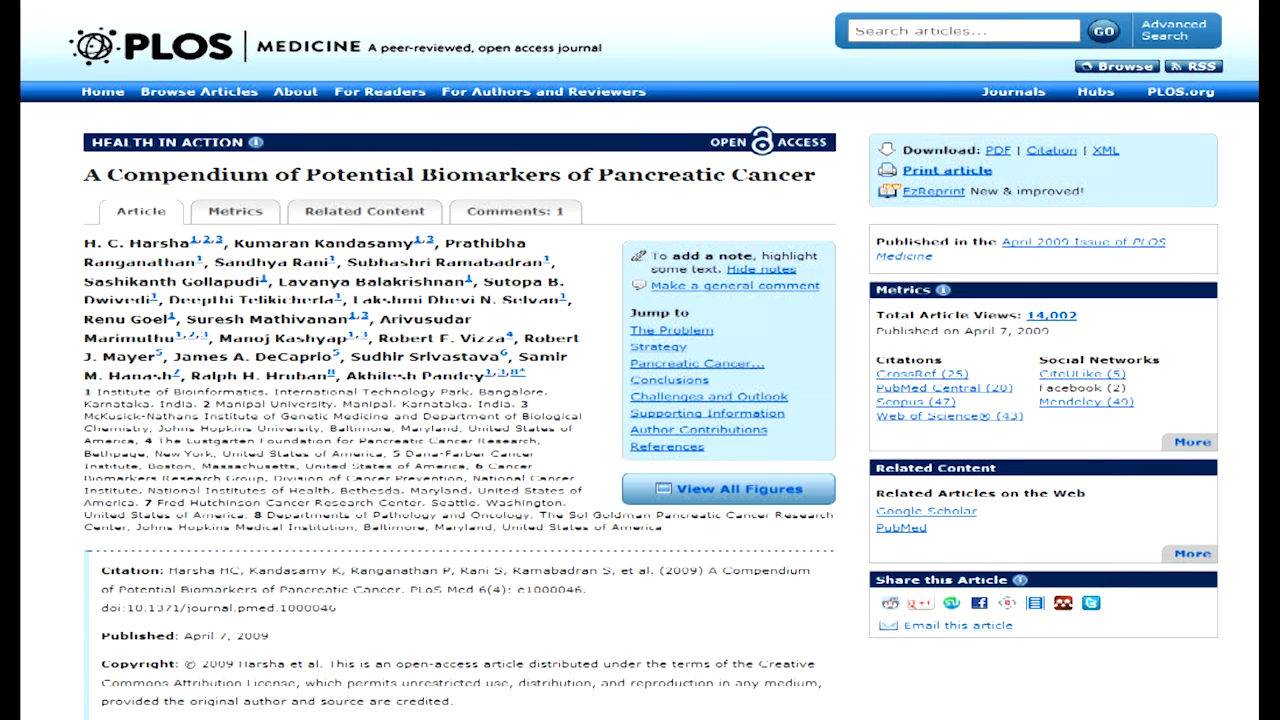 PLOS MEDICINE A peer-reviewed, open access journal
Search articles... GO Advanced Search
Browse RSS
Home Browse Articles About For Readers For Authors and Reviewers Journals Hubs PLOS.org
HEALTH IN ACTION OPEN ACCESS
A Compendium of Potential Biomarkers of Pancreatic Cancer
Article Metrics Related Content Comments: 1
H. C. Harsha1,2,3, Kumaran Kandasamy1,3, Prathibha
Ranganathan1, Sandhya Rani1, Subhashri Ramabadran1,
Sashikanth Gollapudi1, Lavanya Balakrishnan1, Sutopa B.
Dwivedi1, Deepthi Telikicherla1, Lakshmi Dhevi N. Selvan1,
Renu Goel1, Suresh Mathivanan1,3, Arivusudar
Marimuthu1,2,3, Manoj Kashyap1,3, Robert F. Vizza4, Robert
J. Mayer5, James A. DeCaprio5, Sudhir Srivastava6, Samir
M. Hanash7, Ralph H. Hruban8, Akhilesh Pandey1,3,8*
1 Institute of Bioinformatics, International Technology Park, Bangalore,
Karnataka, India, 2 Manipal University, Manipal, Karnataka, India, 3
McKusick-Nathans Institute of Genetic Medicine and Department of Biological
Chemistry, Johns Hopkins University, Baltimore, Maryland, United States of
America, 4 The Lustgarten Foundation for Pancreatic Cancer Research,
Bethpage, New York, United States of America, 5 Dana-Farber Cancer
Institute, Boston, Massachusetts, United States of America, 6 Cancer
Biomarkers Research Group, Division of Cancer Prevention, National Cancer
Institute, National Institutes of Health, Bethesda, Maryland, United States of
America, 7 Fred Hutchinson Cancer Research Center, Seattle, Washington,
United States of America, 8 Departments of Pathology and Oncology, The Sol Goldman Pancreatic Cancer Research
Center, Johns Hopkins Medical Institution, Baltimore, Maryland, United States of America
To add a note, highlight
some text. Hide notes
Make a general comment
Jump to
The Problem
Strategy
Pancreatic Cancer...
Conclusions
Challenges and Outlook
Supporting Information
Author Contributions
References
View All Figures
Citation: Harsha HC, Kandasamy K, Ranganathan P, Rani S, Ramabadran S, et al. (2009) A Compendium
of Potential Biomarkers of Pancreatic Cancer. PLoS Med 6(4): e1000046.
doi:10.1371/journal.pmed.1000046
Published: April 7, 2009
Copyright: © 2009 Harsha et al. This is an open-access article distributed under the terms of the Creative
Commons Attribution License, which permits unrestricted use, distribution, and reproduction in any medium,
provided the original author and source are credited.
Download: PDF | Citation | XML
Print article
EzReprint New & improved!
Published in the April 2009 Issue of PLOS
Medicine
Metrics
Total Article Views: 14,002
Published on April 7, 2009
Citations
CrossRef (25)
PubMed Central (20)
Scopus (47)
Web of Science® (43)
Social Networks
CiteULike (5)
Facebook (2)
Mendeley (49)
More
Related Content
Related Articles on the Web
Google Scholar
PubMed
More
Share this Article
Email this article